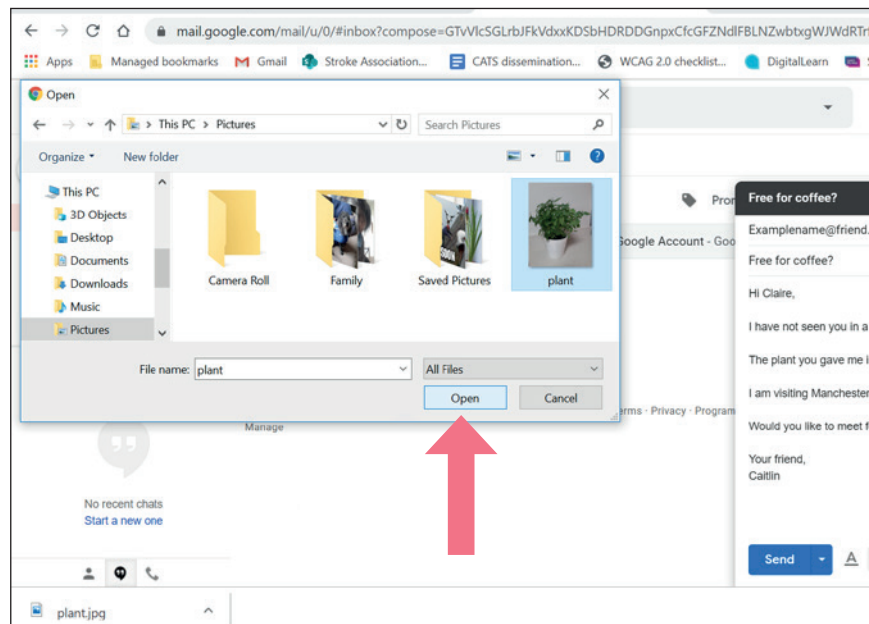 mail.google.com/mail/u/0/#inbox?compose=GTvVlcSGLrbJFkVdxxKDSbHDRDDGnpxCfcGFZNdlFBLNZwbtxgWJWdRTr
Apps Managed bookmarks Gmail Stroke Association... CATS dissemination... WCAG 2.0 checklist... DigitalLearn
Open
This PC > Pictures Search Pictures
Organize New folder
This PC
3D Objects
Desktop
Documents
Downloads
Music
Pictures
Camera Roll Family Saved Pictures plant
File name: plant All Files
Open Cancel
Google Account - Goo
erms · Privacy · Program
Manage
Free for coffee?
Examplename@friend.
Free for coffee?
Hi Claire,
I have not seen you in a
The plant you gave me i
I am visiting Manchester
Would you like to meet f
Your friend,
Caitlin
Send A
No recent chats
Start a new one
plant.jpg